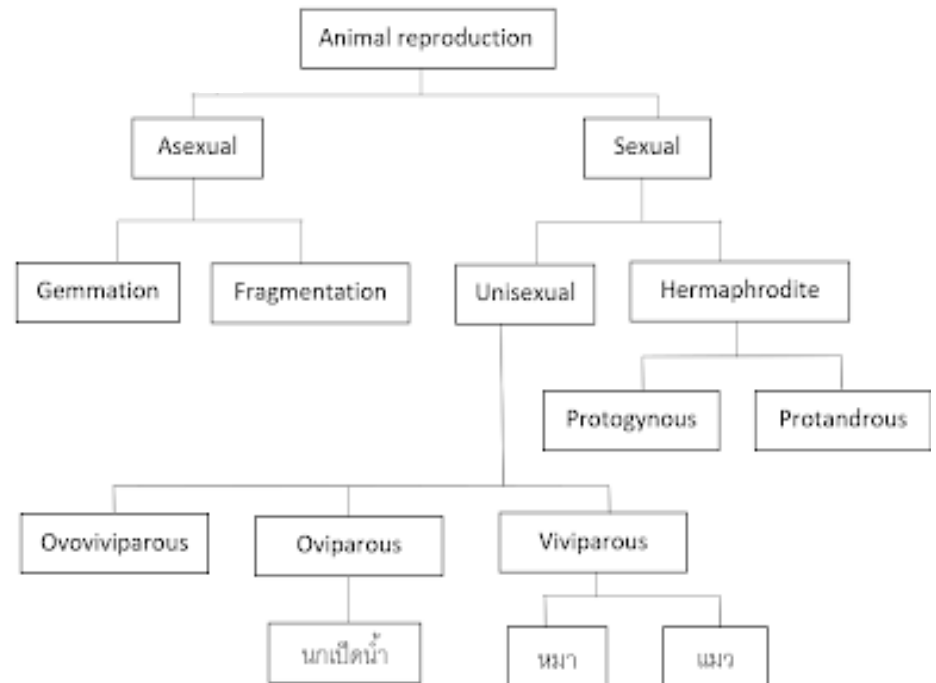 Animal reproduction
Asexual
Sexual
Gemmation
Fragmentation
Unisexual
Hermaphrodite
Protogynous
Protandrous
Ovoviviparous
Oviparous
Viviparous
นกเป็ดน้ำ
หมา
แมว